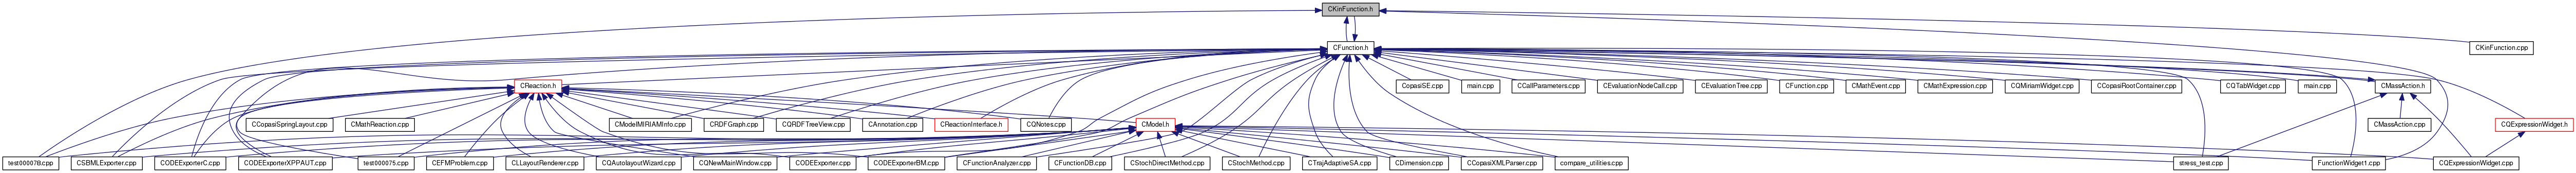 CKinFunction.h
CFunction.h
CKinFunction.cpp
CReaction.h
CopasiSE.cpp
main.cpp
CCallParameters.cpp
CEvaluationNodeCall.cpp
CEvaluationTree.cpp
CFunction.cpp
CMathEvent.cpp
CMathExpression.cpp
CQMiriamWidget.cpp
CCopasiRootContainer.cpp
CQTabWidget.cpp
main.cpp
CMassAction.h
CCopasiSpringLayout.cpp
CMathReaction.cpp
CModelMIRIAMInfo.cpp
CRDFGraph.cpp
CQRDFTreeView.cpp
CAnnotation.cpp
CReactionInterface.h
CQNotes.cpp
CModel.h
CMassAction.cpp
CQExpressionWidget.h
test000078.cpp
CSBMLExporter.cpp
CODEExporterC.cpp
CODEExporterXPPAUT.cpp
test000075.cpp
CEFMProblem.cpp
CLLayoutRenderer.cpp
CQAutolayoutWizard.cpp
CQNewMainWindow.cpp
CODEExporter.cpp
CODEExporterBM.cpp
CFunctionAnalyzer.cpp
CFunctionDB.cpp
CStochDirectMethod.cpp
CStochMethod.cpp
CTrajAdaptiveSA.cpp
CDimension.cpp
CCopasiXMLParser.cpp
compare_utilities.cpp
stress_test.cpp
FunctionWidget1.cpp
CQExpressionWidget.cpp